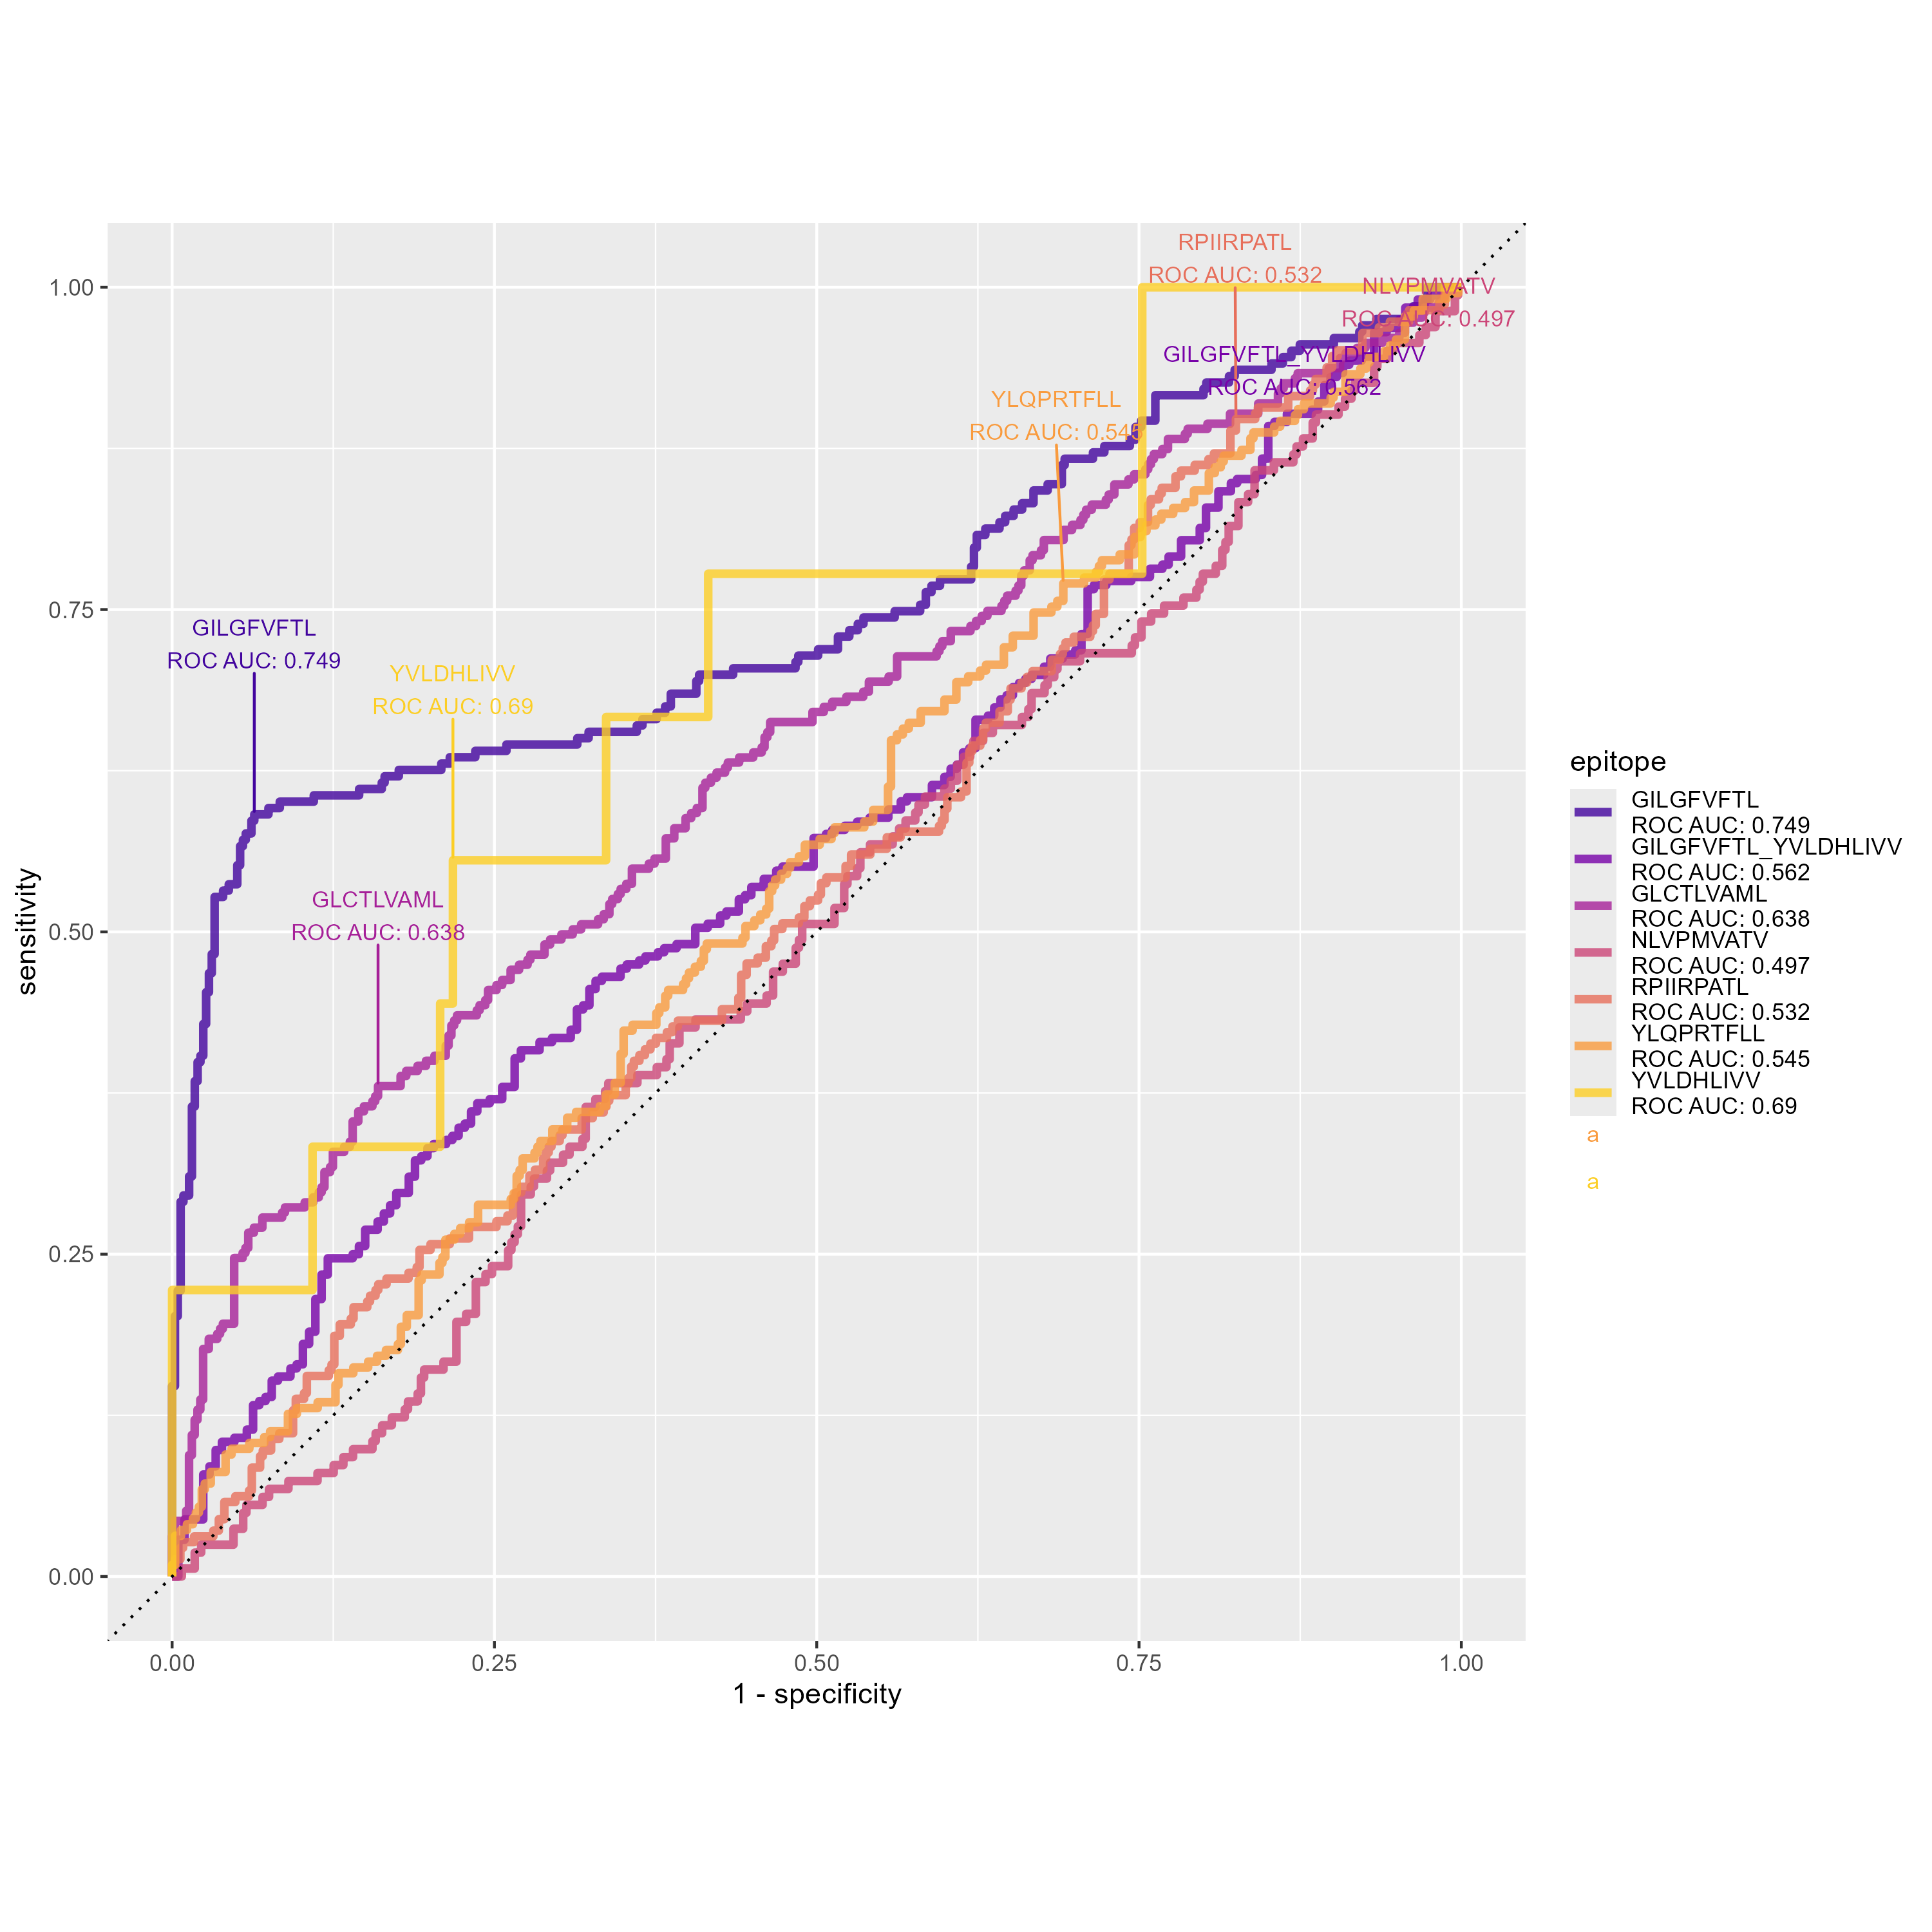 RPIIRPATL
ROC AUC: 0.532
NLVPMVATV
ROC AUC: 0.497
GILGFVFTL_YVLDHLIVV
ROC AUC: 0.562
YLQPRTFLL
ROC AUC: 0.545
GILGFVFTL
ROC AUC: 0.749
YVLDHLIVV
ROC AUC: 0.69
GLCTLVAML
ROC AUC: 0.638
1.00
0.75
0.50
0.25
0.00
sensitivity
0.00 0.25 0.50 0.75 1.00
1 - specificity
epitope
GILGFVFTL
ROC AUC: 0.749
GILGFVFTL_YVLDHLIVV
ROC AUC: 0.562
GLCTLVAML
ROC AUC: 0.638
NLVPMVATV
ROC AUC: 0.497
RPIIRPATL
ROC AUC: 0.532
YLQPRTFLL
ROC AUC: 0.545
YVLDHLIVV
ROC AUC: 0.69
a
a